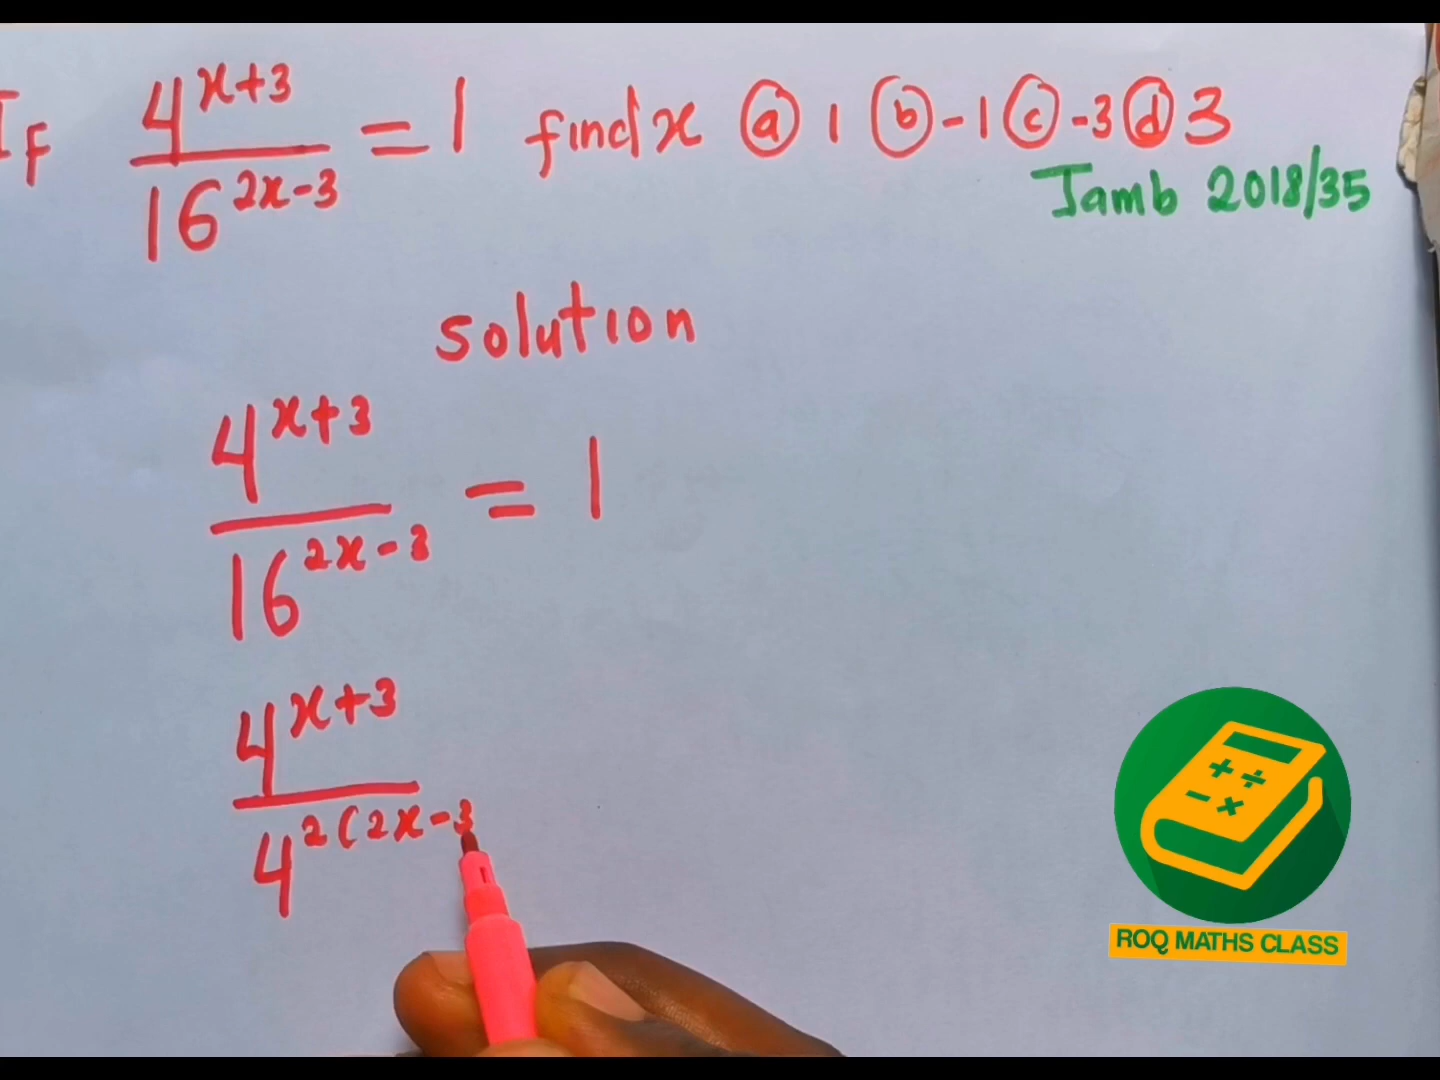 If 4^{x+3}/16^{2x-3} = 1 find x ⓐ 1 ⓑ -1 ⓒ -3 ⓓ 3
Jamb 2018/35
solution
4^{x+3}/16^{2x-3} = 1
4^{x+3}/4^{2(2x-3}
ROQ MATHS CLASS